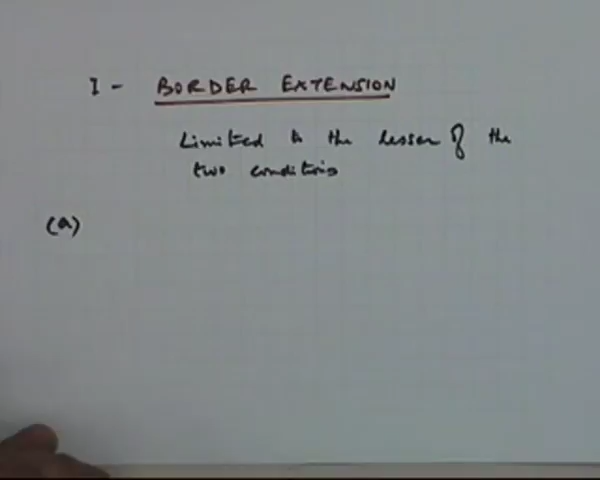 I - BORDER EXTENSION
Limited to the lesser of the
two conditions
(a)